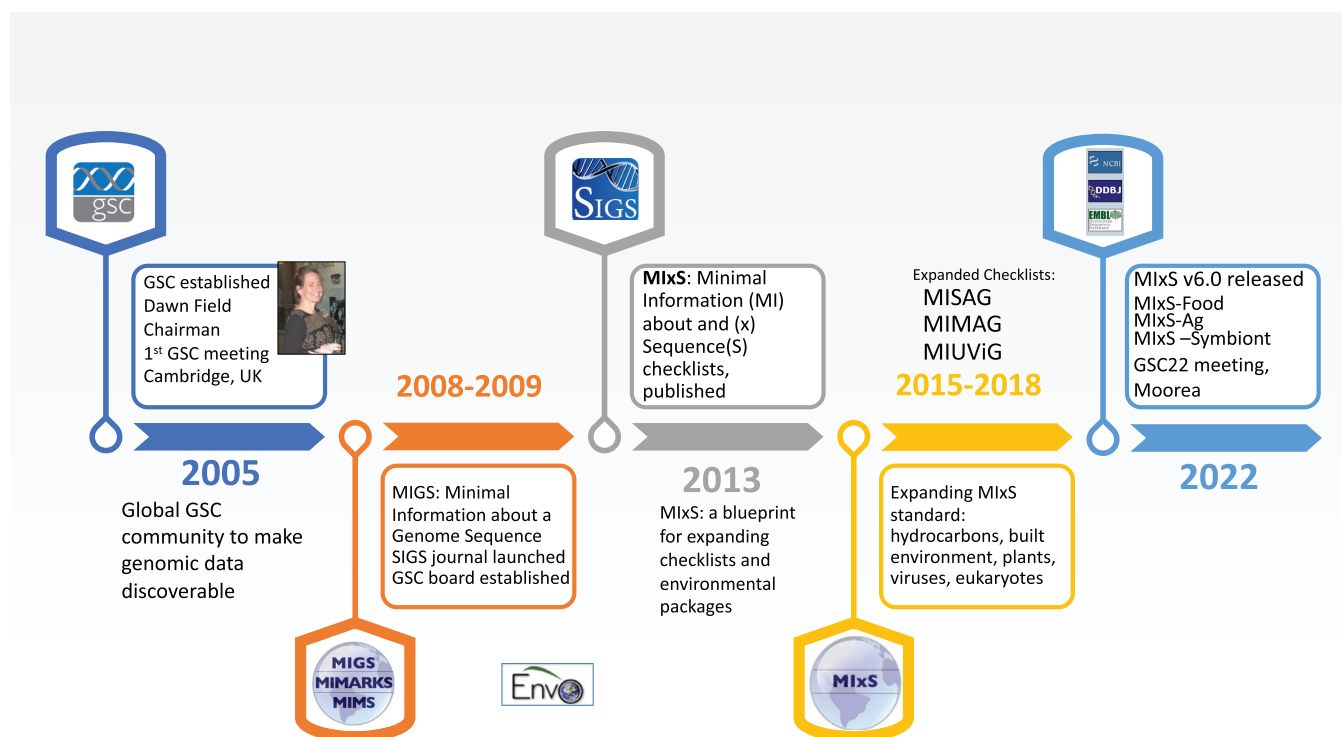 gsc
GSC established
Dawn Field
Chairman
1st GSC meeting
Cambridge, UK
2005
Global GSC
community to make
genomic data
discoverable
2008-2009
MIGS: Minimal
Information about a
Genome Sequence
SIGS journal launched
GSC board established
MIGS
MIMARKS
MIMS
EnvO
SIGS
MIxS: Minimal
Information (MI)
about and (x)
Sequence(S)
checklists,
published
2013
MIxS: a blueprint
for expanding
checklists and
environmental
packages
Expanded Checklists:
MISAG
MIMAG
MIUViG
2015-2018
Expanding MIxS
standard:
hydrocarbons, built
environment, plants,
viruses, eukaryotes
MIxS
NCBI
DDBJ
EMBL
MIxS v6.0 released
MIxS-Food
MIxS-Ag
MIxS –Symbiont
GSC22 meeting,
Moorea
2022